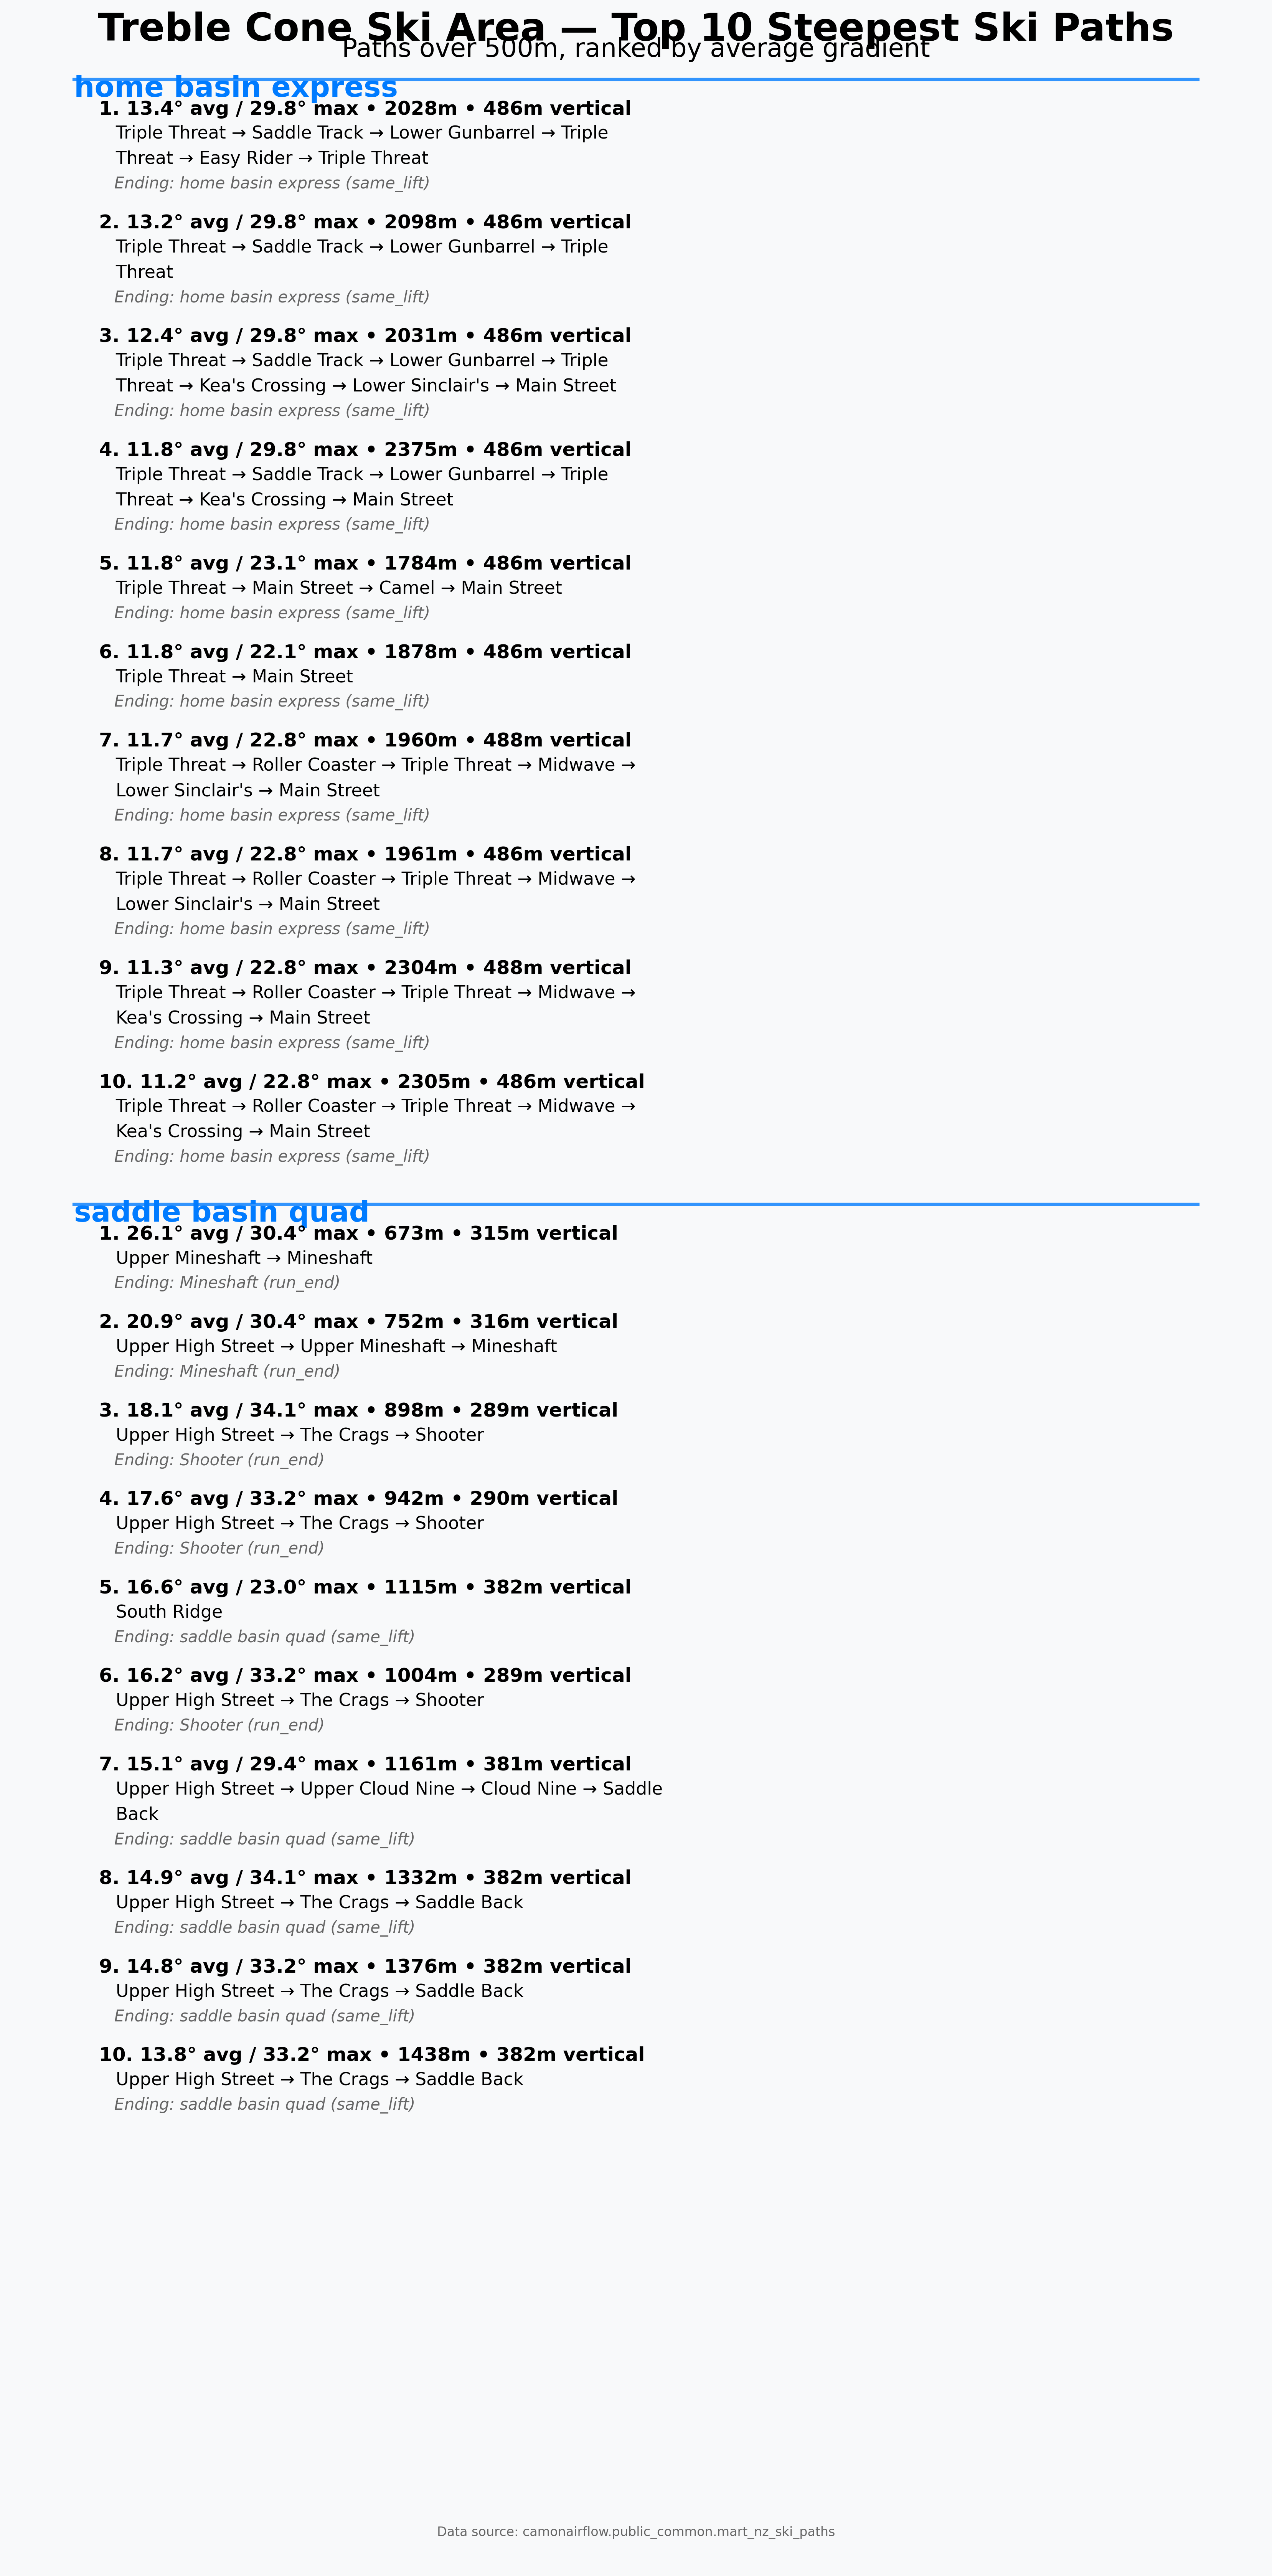 Treble Cone Ski Area — Top 10 Steepest Ski Paths
Paths over 500m, ranked by average gradient
home basin express
1. 13.4° avg / 29.8° max • 2028m • 486m vertical
Triple Threat → Saddle Track → Lower Gunbarrel → Triple
Threat → Easy Rider → Triple Threat
Ending: home basin express (same_lift)
2. 13.2° avg / 29.8° max • 2098m • 486m vertical
Triple Threat → Saddle Track → Lower Gunbarrel → Triple
Threat
Ending: home basin express (same_lift)
3. 12.4° avg / 29.8° max • 2031m • 486m vertical
Triple Threat → Saddle Track → Lower Gunbarrel → Triple
Threat → Kea's Crossing → Lower Sinclair's → Main Street
Ending: home basin express (same_lift)
4. 11.8° avg / 29.8° max • 2375m • 486m vertical
Triple Threat → Saddle Track → Lower Gunbarrel → Triple
Threat → Kea's Crossing → Main Street
Ending: home basin express (same_lift)
5. 11.8° avg / 23.1° max • 1784m • 486m vertical
Triple Threat → Main Street → Camel → Main Street
Ending: home basin express (same_lift)
6. 11.8° avg / 22.1° max • 1878m • 486m vertical
Triple Threat → Main Street
Ending: home basin express (same_lift)
7. 11.7° avg / 22.8° max • 1960m • 488m vertical
Triple Threat → Roller Coaster → Triple Threat → Midwave →
Lower Sinclair's → Main Street
Ending: home basin express (same_lift)
8. 11.7° avg / 22.8° max • 1961m • 486m vertical
Triple Threat → Roller Coaster → Triple Threat → Midwave →
Lower Sinclair's → Main Street
Ending: home basin express (same_lift)
9. 11.3° avg / 22.8° max • 2304m • 488m vertical
Triple Threat → Roller Coaster → Triple Threat → Midwave →
Kea's Crossing → Main Street
Ending: home basin express (same_lift)
10. 11.2° avg / 22.8° max • 2305m • 486m vertical
Triple Threat → Roller Coaster → Triple Threat → Midwave →
Kea's Crossing → Main Street
Ending: home basin express (same_lift)
saddle basin quad
1. 26.1° avg / 30.4° max • 673m • 315m vertical
Upper Mineshaft → Mineshaft
Ending: Mineshaft (run_end)
2. 20.9° avg / 30.4° max • 752m • 316m vertical
Upper High Street → Upper Mineshaft → Mineshaft
Ending: Mineshaft (run_end)
3. 18.1° avg / 34.1° max • 898m • 289m vertical
Upper High Street → The Crags → Shooter
Ending: Shooter (run_end)
4. 17.6° avg / 33.2° max • 942m • 290m vertical
Upper High Street → The Crags → Shooter
Ending: Shooter (run_end)
5. 16.6° avg / 23.0° max • 1115m • 382m vertical
South Ridge
Ending: saddle basin quad (same_lift)
6. 16.2° avg / 33.2° max • 1004m • 289m vertical
Upper High Street → The Crags → Shooter
Ending: Shooter (run_end)
7. 15.1° avg / 29.4° max • 1161m • 381m vertical
Upper High Street → Upper Cloud Nine → Cloud Nine → Saddle
Back
Ending: saddle basin quad (same_lift)
8. 14.9° avg / 34.1° max • 1332m • 382m vertical
Upper High Street → The Crags → Saddle Back
Ending: saddle basin quad (same_lift)
9. 14.8° avg / 33.2° max • 1376m • 382m vertical
Upper High Street → The Crags → Saddle Back
Ending: saddle basin quad (same_lift)
10. 13.8° avg / 33.2° max • 1438m • 382m vertical
Upper High Street → The Crags → Saddle Back
Ending: saddle basin quad (same_lift)
Data source: camonairflow.public_common.mart_nz_ski_paths